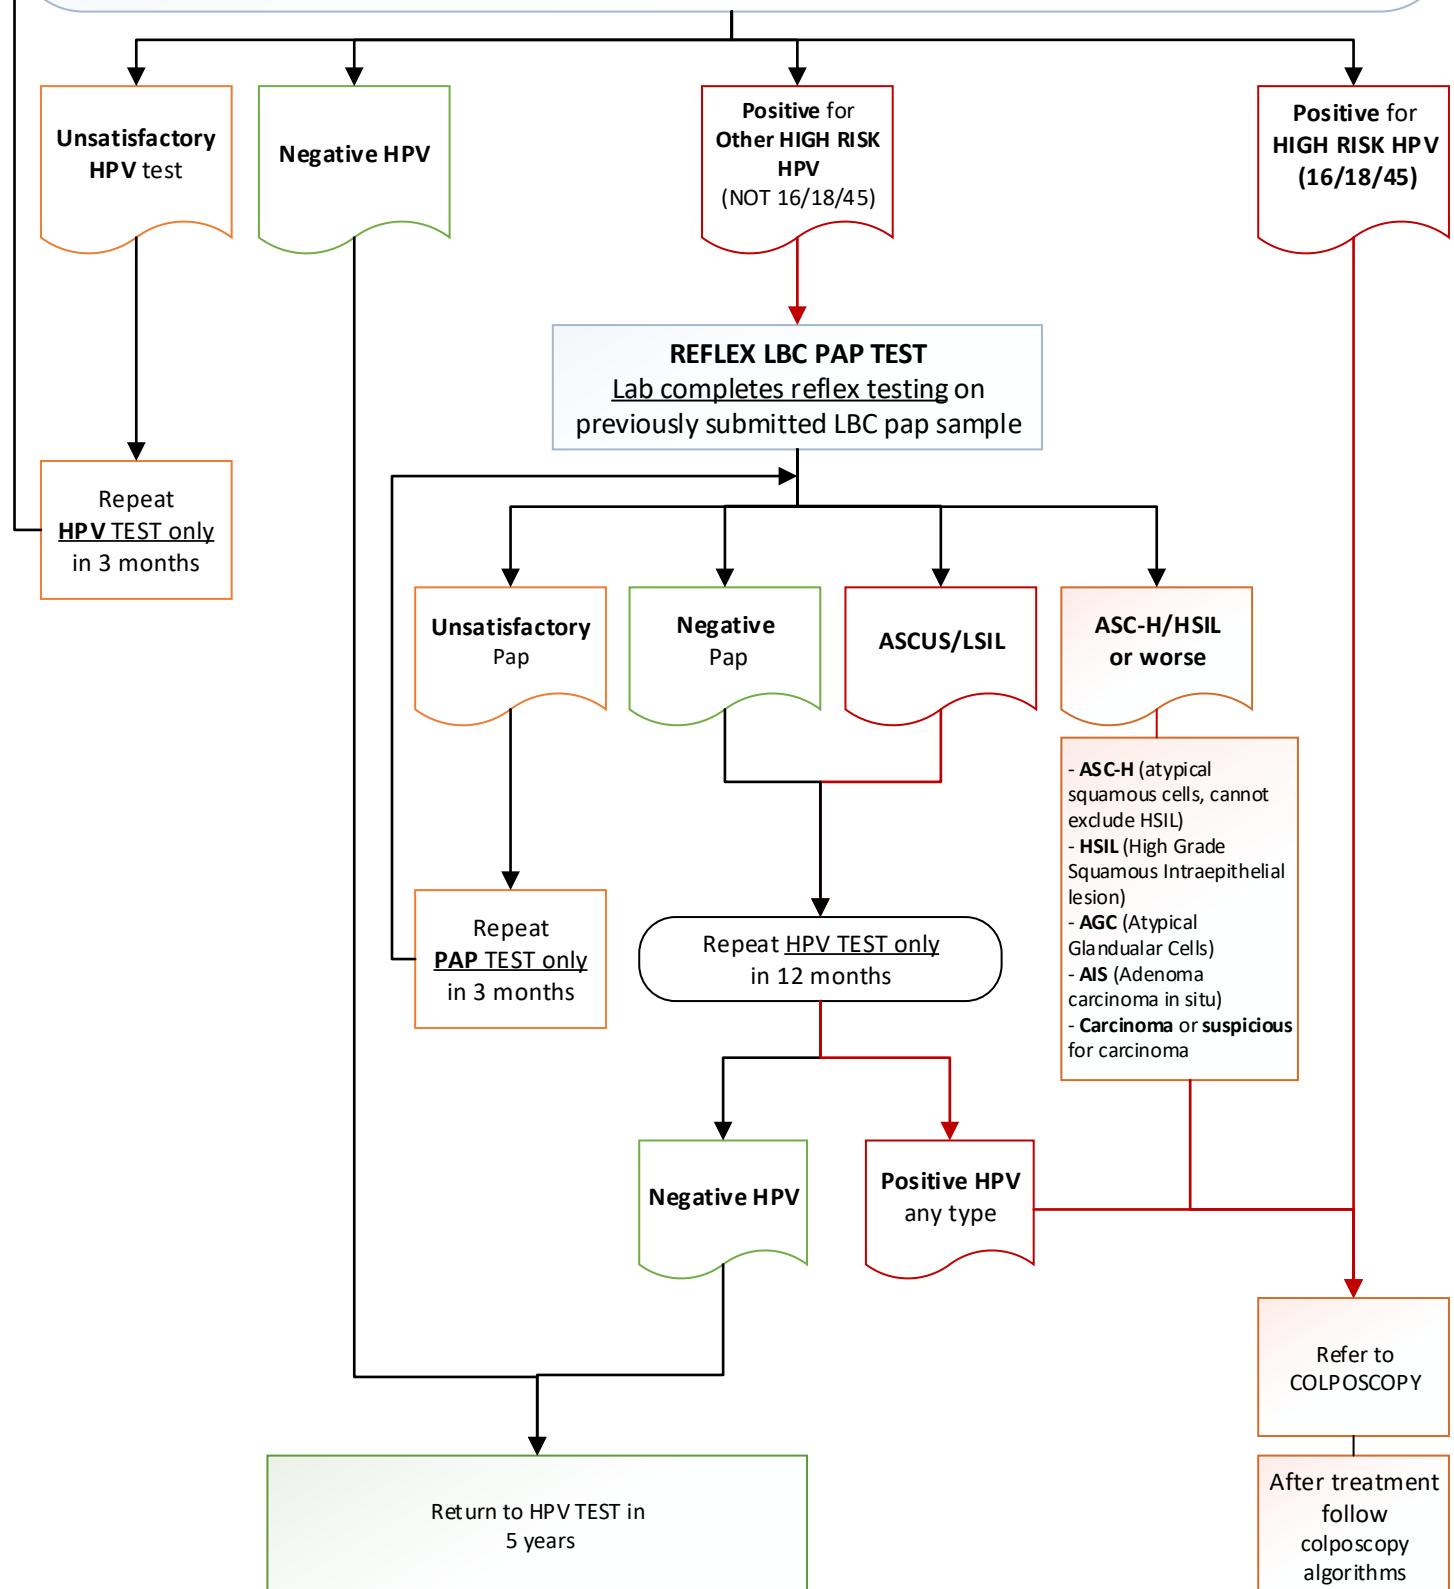 Unsatisfactory
HPV test
Negative HPV
Positive for
Other HIGH RISK
HPV
(NOT 16/18/45)
Positive for
HIGH RISK HPV
(16/18/45)
REFLEX LBC PAP TEST
Lab completes reflex testing on
previously submitted LBC pap sample
Repeat
HPV TEST only
in 3 months
Unsatisfactory
Pap
Negative
Pap
ASCUS/LSIL
ASC-H/HSIL
or worse
- ASC-H (atypical
squamous cells, cannot
exclude HSIL)
- HSIL (High Grade
Squamous Intraepithelial
lesion)
- AGC (Atypical
Glandualar Cells)
- AIS (Adenoma
carcinoma in situ)
- Carcinoma or suspicious
for carcinoma
Repeat
PAP TEST only
in 3 months
Repeat HPV TEST only
in 12 months
Negative HPV
Positive HPV
any type
Refer to
COLPOSCOPY
Return to HPV TEST in
5 years
After treatment
follow
colposcopy
algorithms